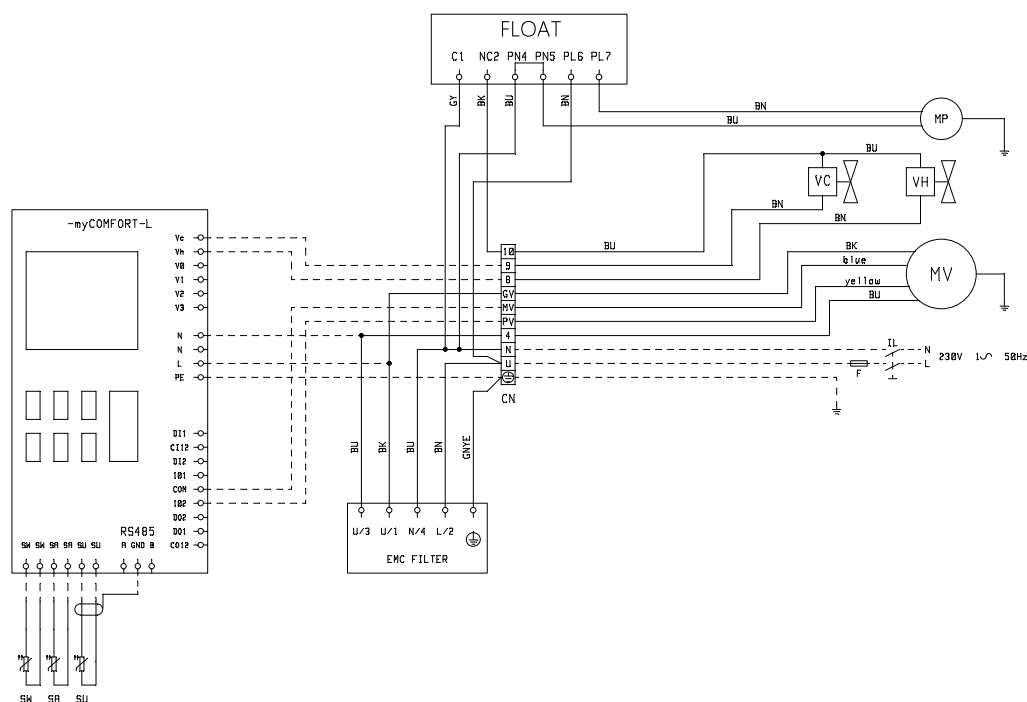 FLOAT
C1 NC2 PN4 PN5 PL6 PL7
GY BK BU BN
BN
BU
MP
BU
VC VH
BN
BN
-myCOMFORT-L
Vc
Vh
V0
V1
V2
V3
N
N
L
PE
DI1
CI12
DI2
I01
COM
I02
DO2
DO1
CO12
RS485
SW SW SA SA SU SU A GND B
SW SA SU
10
9
8
GV
MV
PV
4
N
U
CN
BU
BK
blue
yellow
BU
MV
IL
N
L
230V 1 50Hz
F
BU BK BU BN GNYE
U/3 U/1 N/4 L/2
EMC FILTER